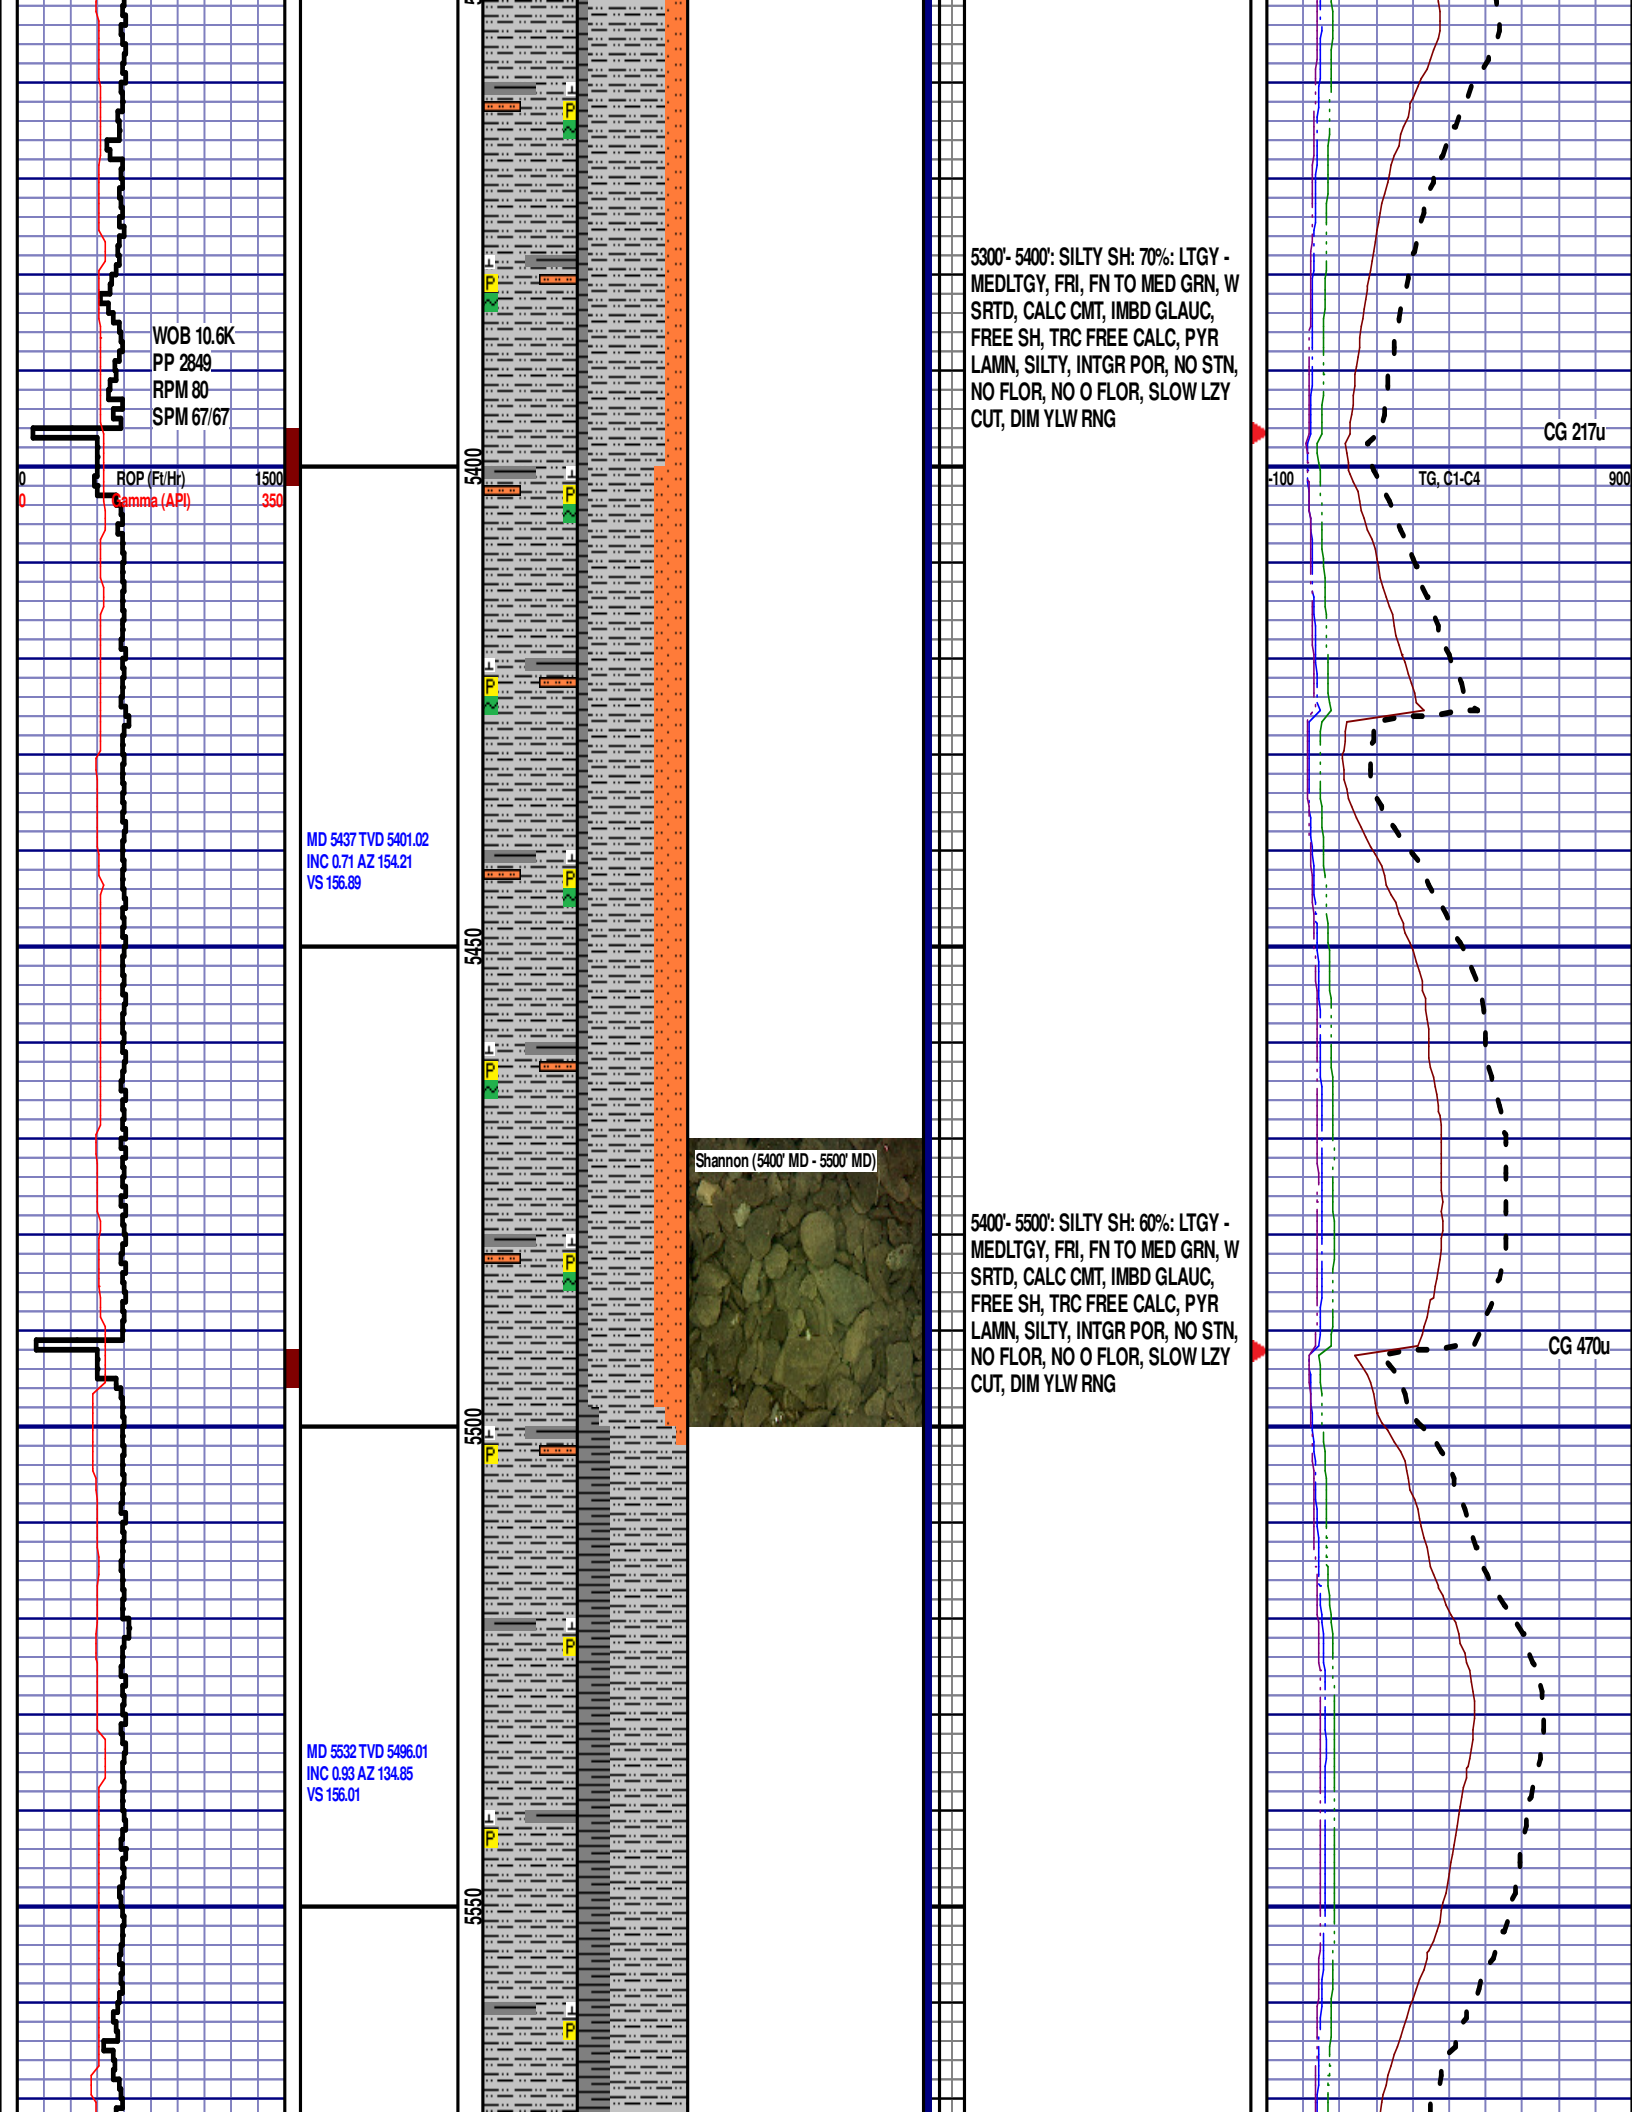 5300'- 5400': SILTY SH: 70%: LTGY -
MEDLTGY, FRI, FN TO MED GRN, W
SRTD, CALC CMT, IMBD GLAUC,
FREE SH, TRC FREE CALC, PYR
LAMN, SILTY, INTGR POR, NO STN,
NO FLOR, NO O FLOR, SLOW LZY
CUT, DIM YLW RNG
WOB 10.6K
PP 2849
RPM 80
SPM 67/67
CG 217u
5400
0 ROP (Ft/Hr) 1500
0 Gamma (API) 350
-100 TG, C1-C4 900
MD 5437 TVD 5401.02
INC 0.71 AZ 154.21
VS 156.89
5450
Shannon (5400' MD - 5500' MD)
5400'- 5500': SILTY SH: 60%: LTGY -
MEDLTGY, FRI, FN TO MED GRN, W
SRTD, CALC CMT, IMBD GLAUC,
FREE SH, TRC FREE CALC, PYR
LAMN, SILTY, INTGR POR, NO STN,
NO FLOR, NO O FLOR, SLOW LZY
CUT, DIM YLW RNG
CG 470u
5500
MD 5532 TVD 5496.01
INC 0.93 AZ 134.85
VS 156.01
5550
P
P
P
P
P
P
P
P
P
P
P